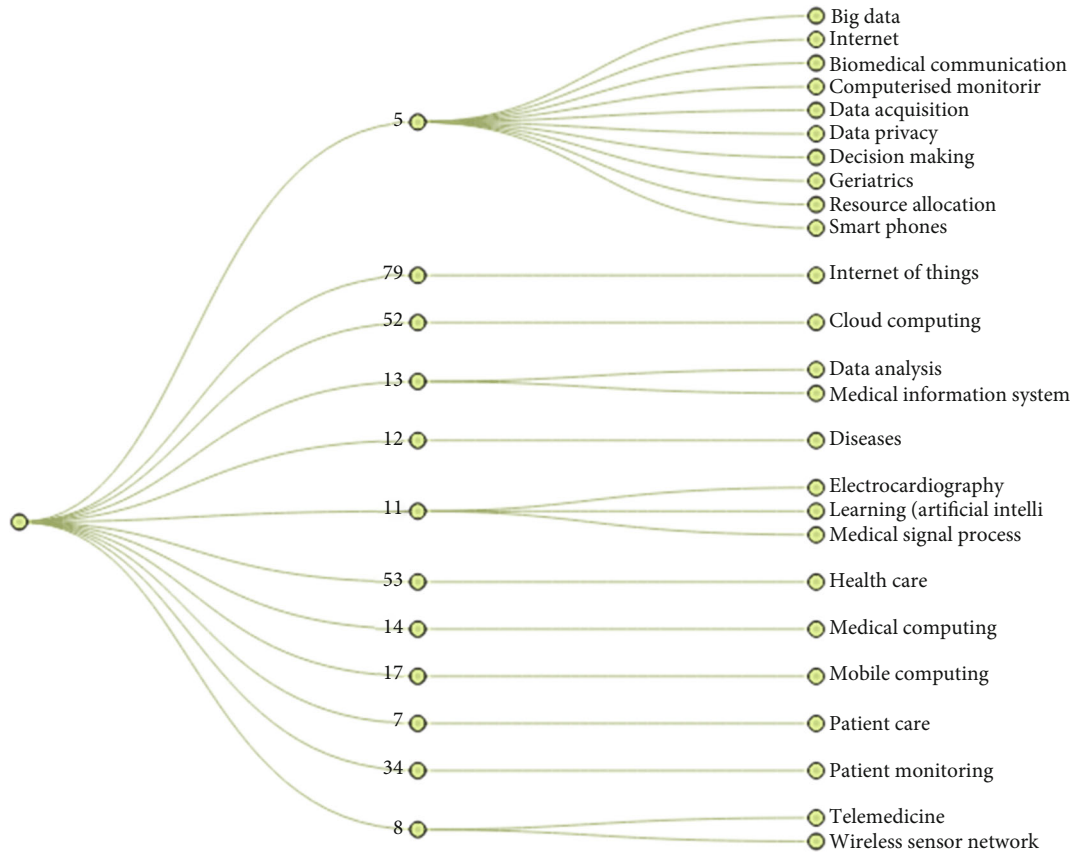 5
Big data
Internet
Biomedical communication
Computerised monitorir
Data acquisition
Data privacy
Decision making
Geriatrics
Resource allocation
Smart phones
79
Internet of things
52
Cloud computing
13
Data analysis
Medical information system
12
Diseases
11
Electrocardiography
Learning (artificial intelli
Medical signal process
53
Health care
14
Medical computing
17
Mobile computing
7
Patient care
34
Patient monitoring
8
Telemedicine
Wireless sensor network